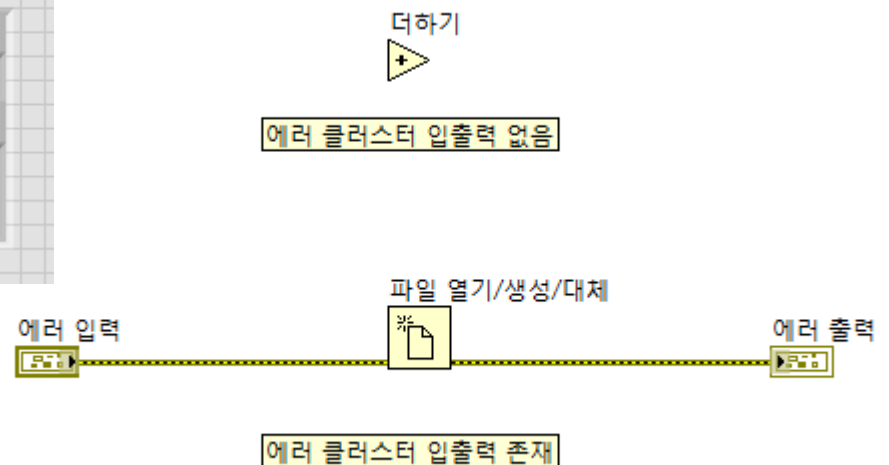 더하기
에러 클러스터 입출력 없음
파일 열기/생성/대체
에러 입력
에러 출력
에러 클러스터 입출력 존재